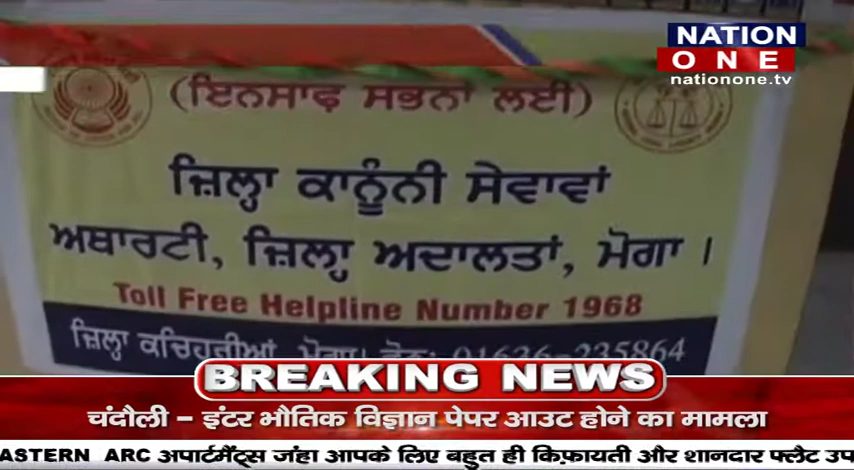 NATION
ONE
nationone.tv
(ਇਨਸਾਫ਼ ਸਭਨਾਂ ਲਈ)
ਜ਼ਿਲ੍ਹਾ ਕਾਨੂੰਨੀ ਸੇਵਾਵਾਂ
ਅਥਾਰਟੀ, ਜ਼ਿਲ੍ਹਾ ਅਦਾਲਤਾਂ, ਮੋਗਾ ।
Toll Free Helpline Number 1968
ਜ਼ਿਲ੍ਹਾ ਕਚਿਹਰੀਆਂ ਮੋਗਾ। ਫੋਨ: 01636-235864
BREAKING NEWS
चंदौली - इंटर भौतिक विज्ञान पेपर आउट होने का मामला
ASTERN ARC अपार्टमेंट्स जंहा आपके लिए बहुत ही किफ़ायती और शानदार फ्लैट उप